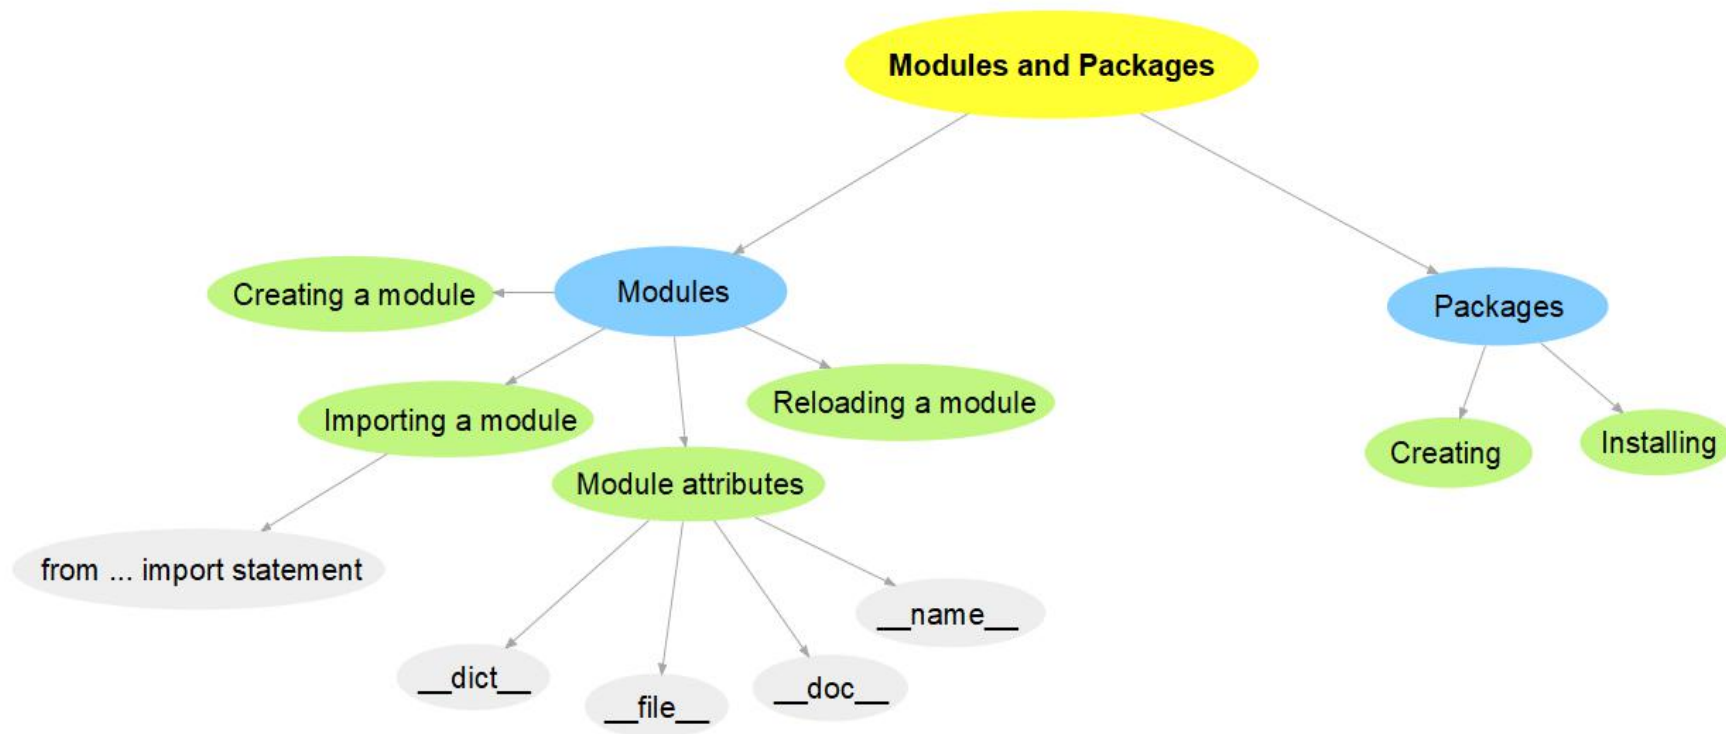 Modules and Packages
Creating a module
Modules
Packages
Importing a module
Reloading a module
Creating
Installing
Module attributes
from ... import statement
__name__
__dict__
__file__
__doc__